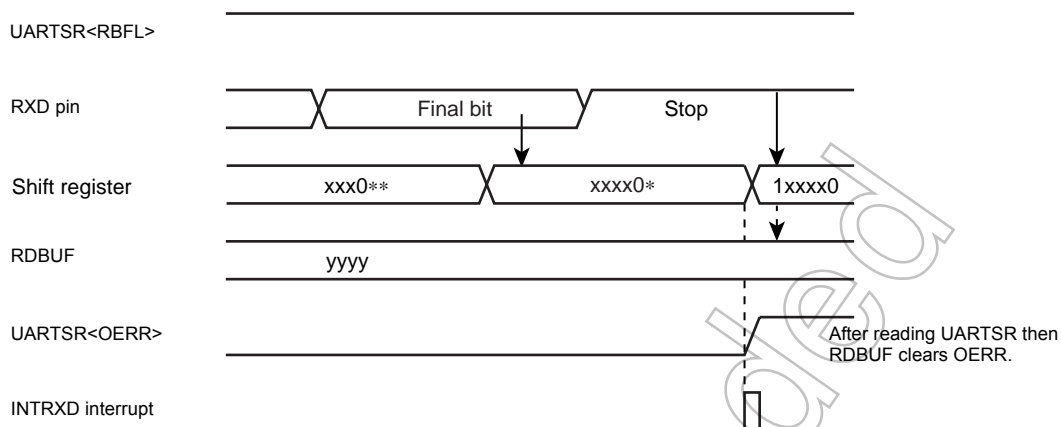 UARTSR<RBFL>
RXD pin
Final bit
Stop
Shift register
xxx0**
xxxx0*
1xxxx0
RDBUF
yyyy
UARTSR<OERR>
After reading UARTSR then
RDBUF clears OERR.
INTRXD interrupt
ded